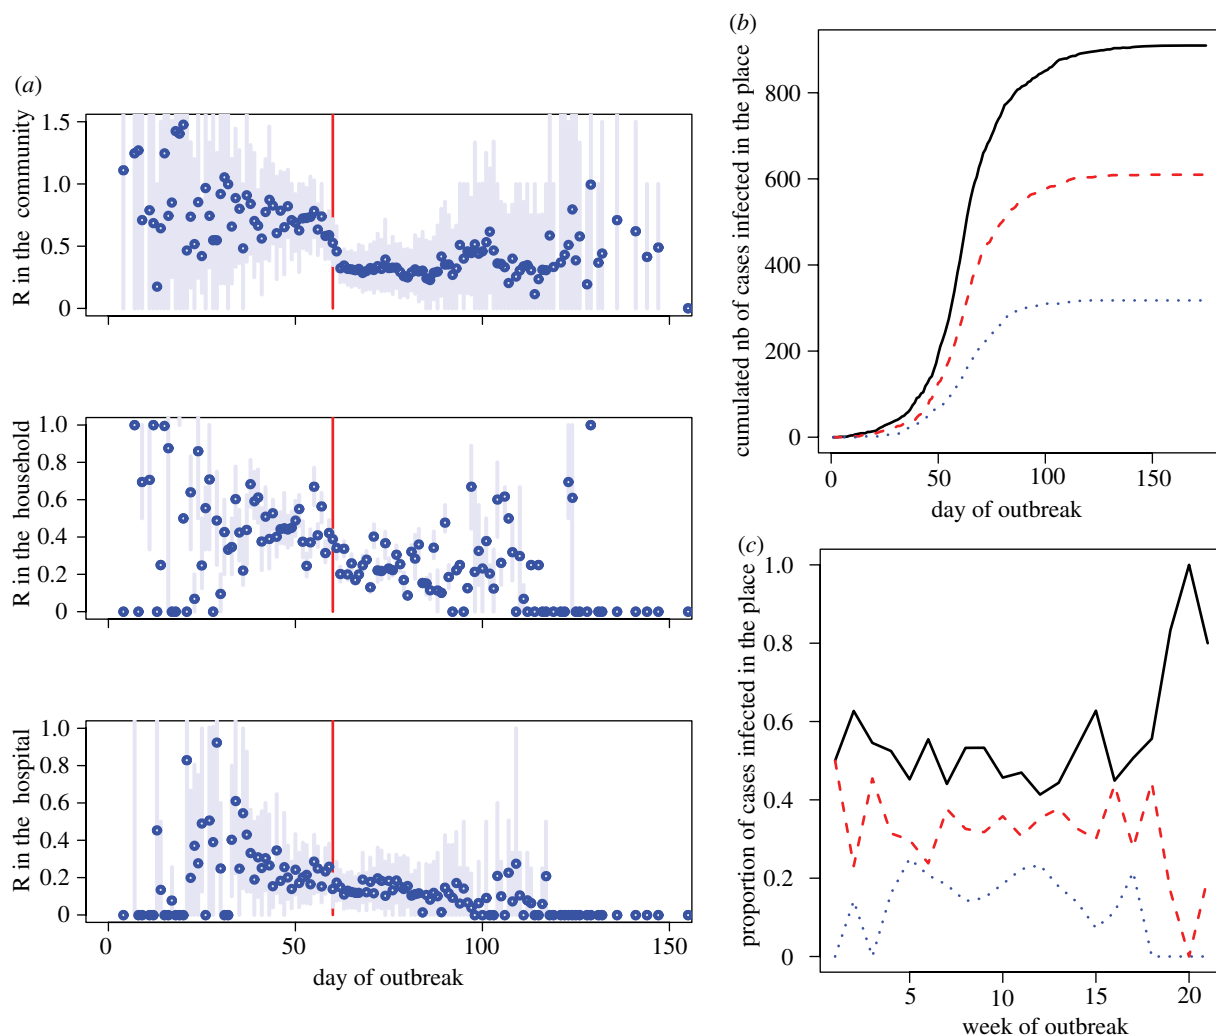 (a)
R in the community
1.5
1.0
0.5
0
0 50 100 150
R in the household
1.0
0.8
0.6
0.4
0.2
0
R in the hospital
1.0
0.8
0.6
0.4
0.2
0
0 50 100 150
day of outbreak
(b)
cumulated nb of cases infected in the place
800
600
400
200
0
0 50 100 150
day of outbreak
(c)
proportion of cases infected in the place
1.0
0.8
0.6
0.4
0.2
0
5 10 15 20
week of outbreak